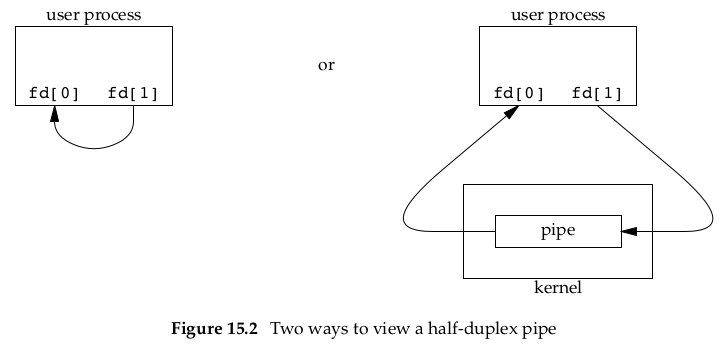 user process
fd[0] fd[1]
or
user process
fd[0] fd[1]
pipe
kernel
Figure 15.2 Two ways to view a half-duplex pipe